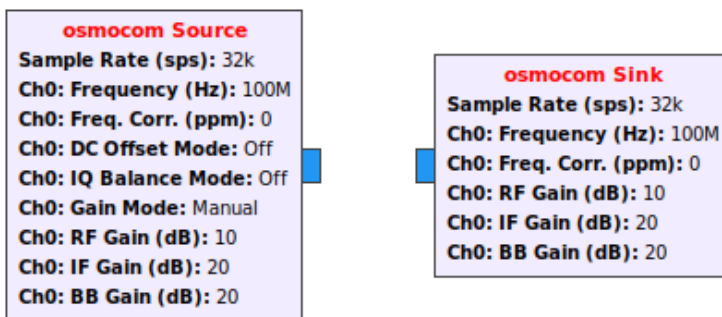 osmocom Source
Sample Rate (sps): 32k
Ch0: Frequency (Hz): 100M
Ch0: Freq. Corr. (ppm): 0
Ch0: DC Offset Mode: Off
Ch0: IQ Balance Mode: Off
Ch0: Gain Mode: Manual
Ch0: RF Gain (dB): 10
Ch0: IF Gain (dB): 20
Ch0: BB Gain (dB): 20
osmocom Sink
Sample Rate (sps): 32k
Ch0: Frequency (Hz): 100M
Ch0: Freq. Corr. (ppm): 0
Ch0: RF Gain (dB): 10
Ch0: IF Gain (dB): 20
Ch0: BB Gain (dB): 20